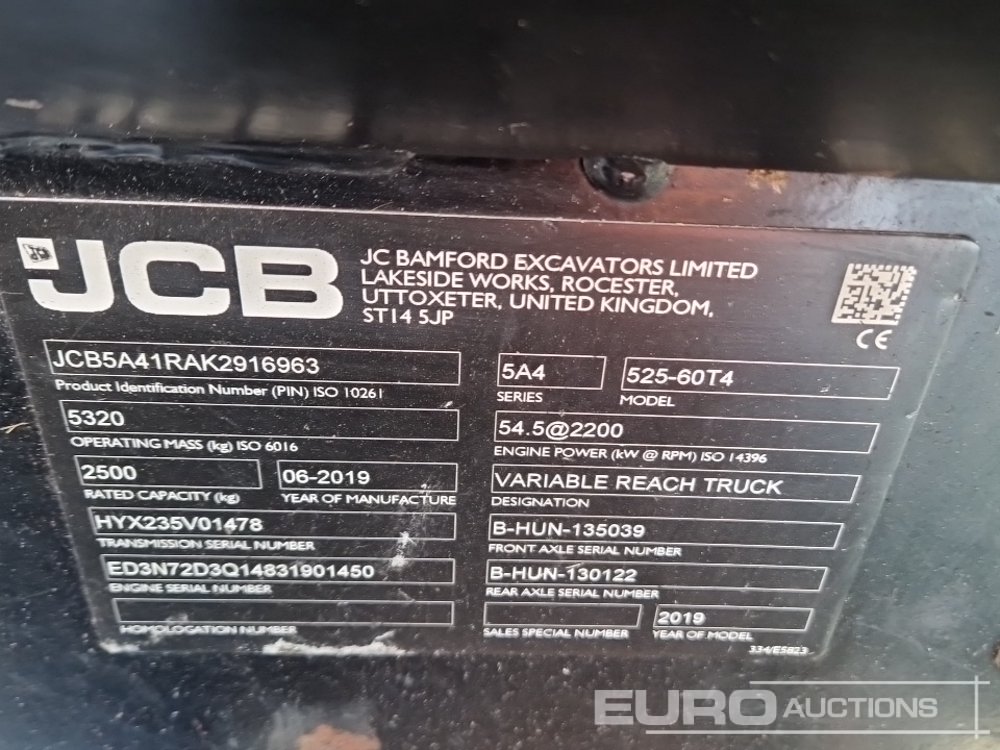 JCB
JC BAMFORD EXCAVATORS LIMITED
LAKESIDE WORKS, ROCESTER,
UTTOXETER, UNITED KINGDOM,
ST14 5JP
CE
JCB5A41RAK2916963
Product Identification Number (PIN) ISO 10261
5A4
SERIES
525-60T4
MODEL
5320
OPERATING MASS (kg) ISO 6016
54.5@2200
ENGINE POWER (kW @ RPM) ISO 14396
2500
RATED CAPACITY (kg)
06-2019
YEAR OF MANUFACTURE
VARIABLE REACH TRUCK
DESIGNATION
HYX235V01478
TRANSMISSION SERIAL NUMBER
B-HUN-135039
FRONT AXLE SERIAL NUMBER
ED3N72D3Q14831901450
ENGINE SERIAL NUMBER
B-HUN-130122
REAR AXLE SERIAL NUMBER
HOMOLOGATION NUMBER
SALES SPECIAL NUMBER
2019
YEAR OF MODEL
334/E5823
EURO AUCTIONS